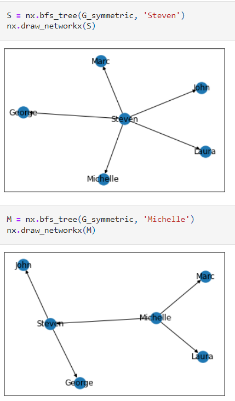 S = nx.bfs_tree(G_symmetric, 'Steven')
nx.draw_networkx(S)
Marc
John
George
Steven
Laura
Michelle
M = nx.bfs_tree(G_symmetric, 'Michelle')
nx.draw_networkx(M)
John
Marc
Steven
Michelle
Laura
George